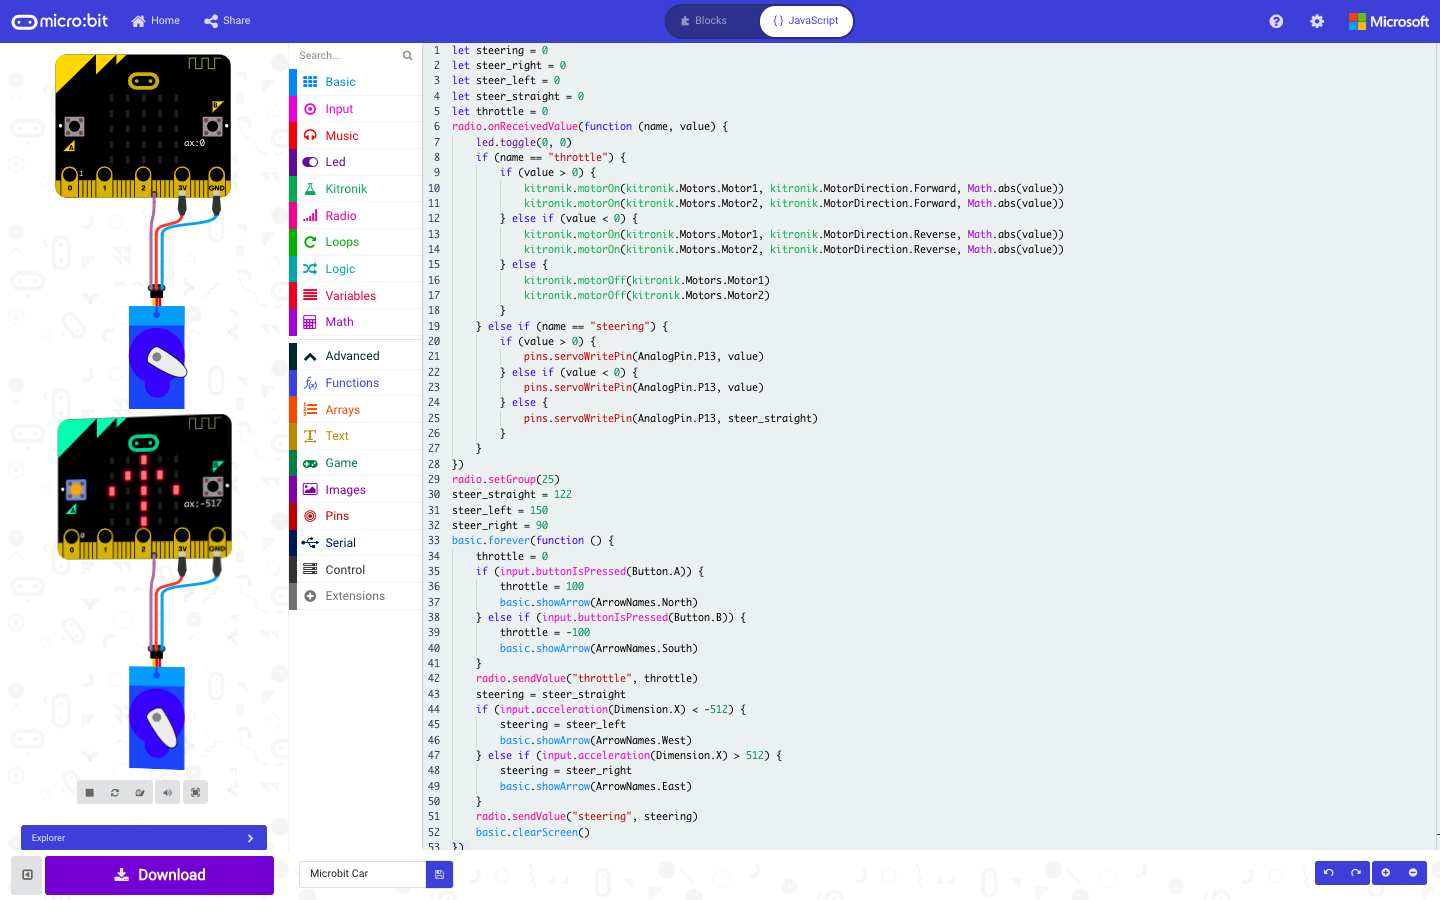 micro:bit Home Share Blocks {} JavaScript Microsoft
ax:0
0 1 2 3V GND
1
ax:-517
0 1 2 3V GND
0
Explorer
Download
Search...
Basic
Input
Music
Led
Kitronik
Radio
Loops
Logic
Variables
Math
Advanced
Functions
Arrays
Text
Game
Images
Pins
Serial
Control
Extensions
1 let steering = 0
2 let steer_right = 0
3 let steer_left = 0
4 let steer_straight = 0
5 let throttle = 0
6 radio.onReceivedValue(function (name, value) {
7 led.toggle(0, 0)
8 if (name == "throttle") {
9 if (value > 0) {
10 kitronik.motorOn(kitronik.Motors.Motor1, kitronik.MotorDirection.Forward, Math.abs(value))
11 kitronik.motorOn(kitronik.Motors.Motor2, kitronik.MotorDirection.Forward, Math.abs(value))
12 } else if (value < 0) {
13 kitronik.motorOn(kitronik.Motors.Motor1, kitronik.MotorDirection.Reverse, Math.abs(value))
14 kitronik.motorOn(kitronik.Motors.Motor2, kitronik.MotorDirection.Reverse, Math.abs(value))
15 } else {
16 kitronik.motorOff(kitronik.Motors.Motor1)
17 kitronik.motorOff(kitronik.Motors.Motor2)
18 }
19 } else if (name == "steering") {
20 if (value > 0) {
21 pins.servoWritePin(AnalogPin.P13, value)
22 } else if (value < 0) {
23 pins.servoWritePin(AnalogPin.P13, value)
24 } else {
25 pins.servoWritePin(AnalogPin.P13, steer_straight)
26 }
27 }
28 })
29 radio.setGroup(25)
30 steer_straight = 122
31 steer_left = 150
32 steer_right = 90
33 basic.forever(function () {
34 throttle = 0
35 if (input.buttonIsPressed(Button.A)) {
36 throttle = 100
37 basic.showArrow(ArrowNames.North)
38 } else if (input.buttonIsPressed(Button.B)) {
39 throttle = -100
40 basic.showArrow(ArrowNames.South)
41 }
42 radio.sendValue("throttle", throttle)
43 steering = steer_straight
44 if (input.acceleration(Dimension.X) < -512) {
45 steering = steer_left
46 basic.showArrow(ArrowNames.West)
47 } else if (input.acceleration(Dimension.X) > 512) {
48 steering = steer_right
49 basic.showArrow(ArrowNames.East)
50 }
51 radio.sendValue("steering", steering)
52 basic.clearScreen()
53 })
Microbit Car